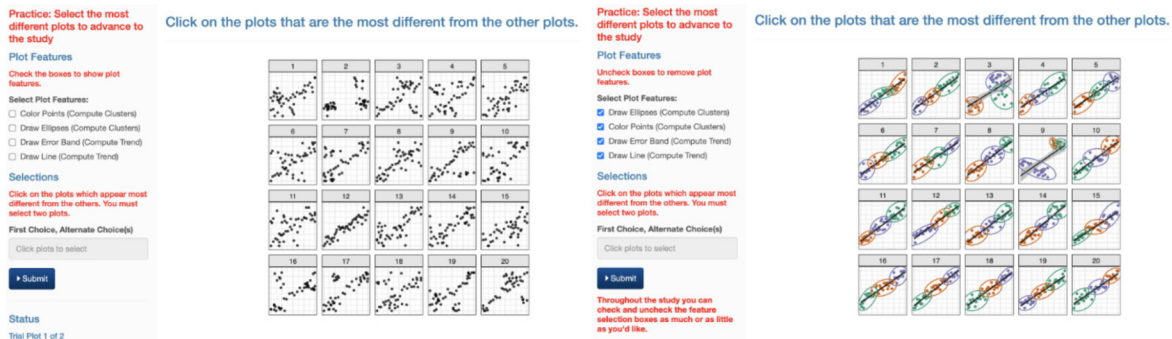 Practice: Select the most
different plots to advance to
the study
Plot Features
Check the boxes to show plot
features.
Select Plot Features:
Color Points (Compute Clusters)
Draw Ellipses (Compute Clusters)
Draw Error Band (Compute Trend)
Draw Line (Compute Trend)
Selections
Click on the plots which appear most
different from the others. You must
select two plots.
First Choice, Alternate Choice(s)
Click plots to select
Submit
Status
Trial Plot 1 of 2
Click on the plots that are the most different from the other plots.
1 2 3 4 5
6 7 8 9 10
11 12 13 14 15
16 17 18 19 20
Practice: Select the most
different plots to advance to
the study
Plot Features
Uncheck boxes to remove plot
features.
Select Plot Features:
Draw Ellipses (Compute Clusters)
Color Points (Compute Clusters)
Draw Error Band (Compute Trend)
Draw Line (Compute Trend)
Selections
Click on the plots which appear most
different from the others. You must
select two plots.
First Choice, Alternate Choice(s)
Click plots to select
Submit
Throughout the study you can
check and uncheck the feature
selection boxes as much or as little
as you'd like.
Click on the plots that are the most different from the other plots.
1 2 3 4 5
6 7 8 9 10
11 12 13 14 15
16 17 18 19 20